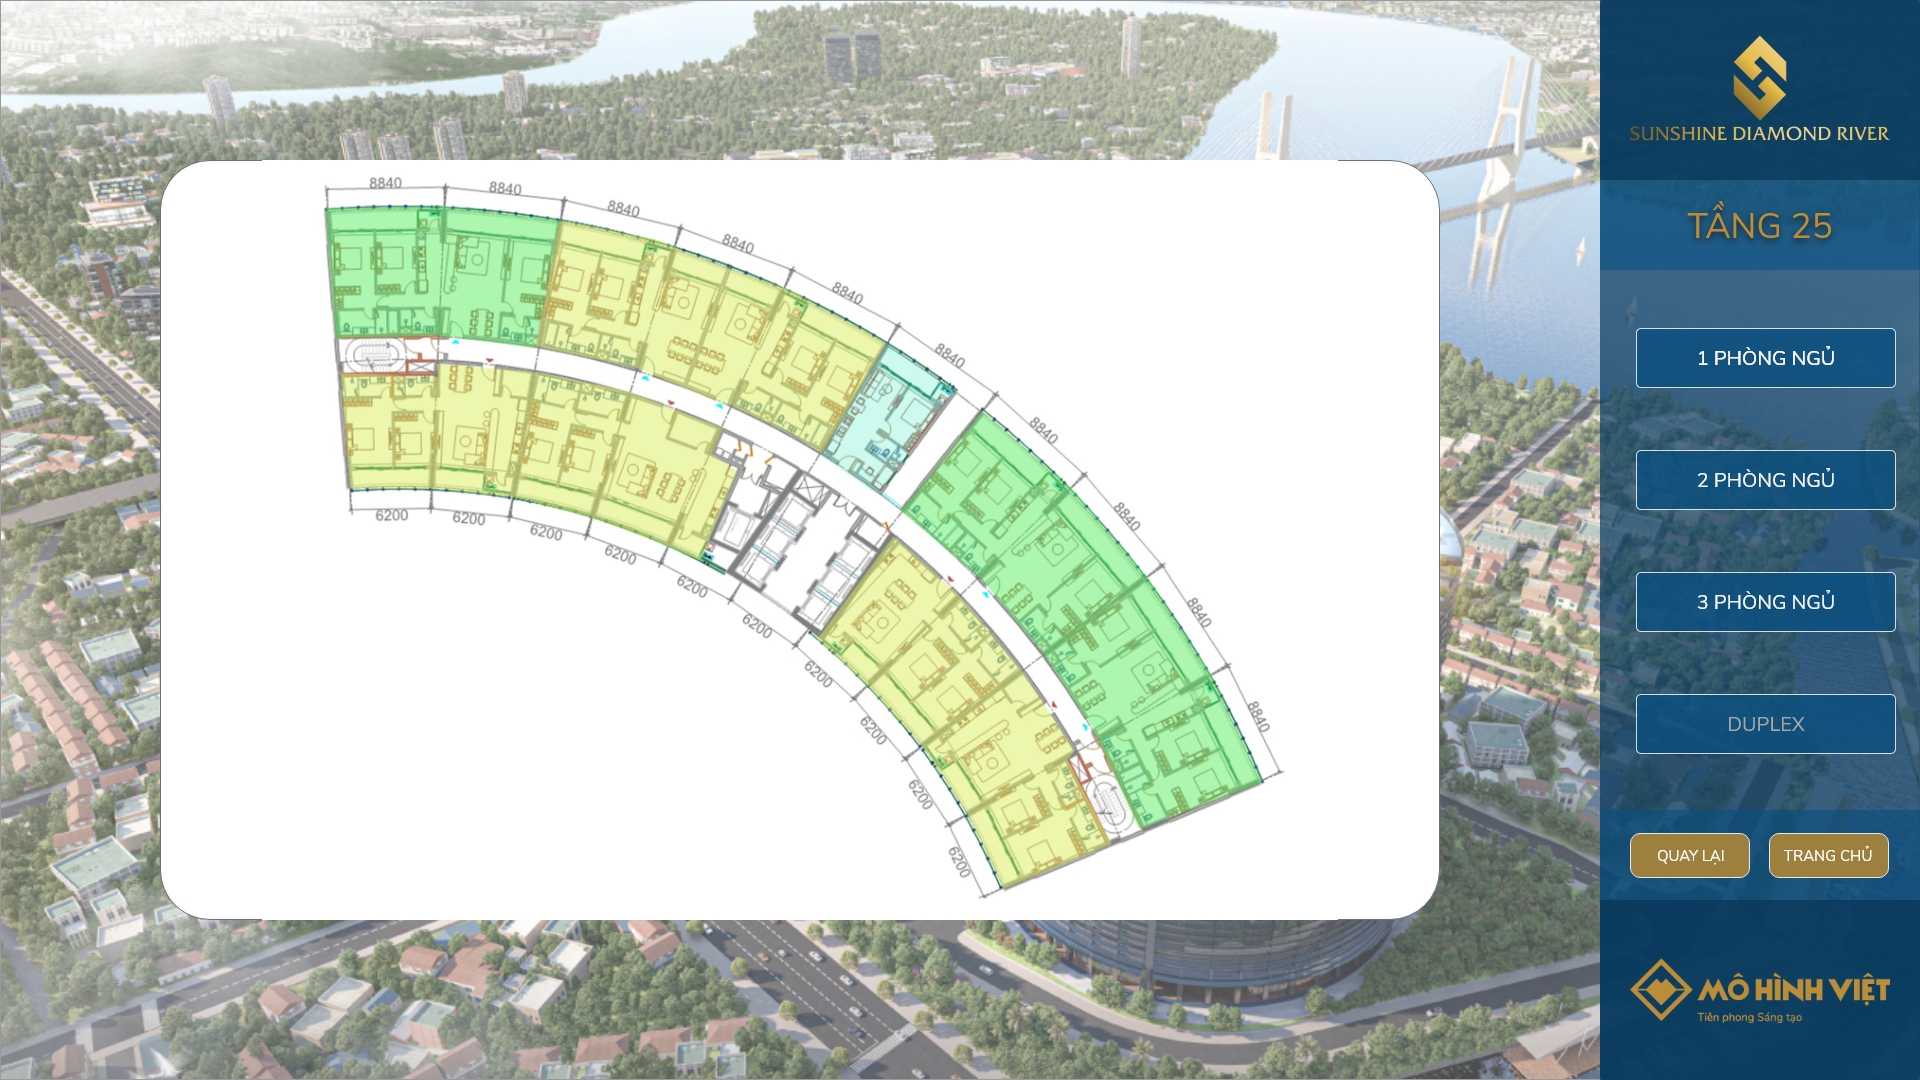 8840
8840
8840
8840
8840
8840
8840
8840
8840
8840
6200
6200
6200
6200
6200
6200
6200
6200
6200
6200
SUNSHINE DIAMOND RIVER
TẦNG 25
1 PHÒNG NGỦ
2 PHÒNG NGỦ
3 PHÒNG NGỦ
DUPLEX
QUAY LẠI
TRANG CHỦ
MÔ HÌNH VIỆT
Tiên phong Sáng tạo